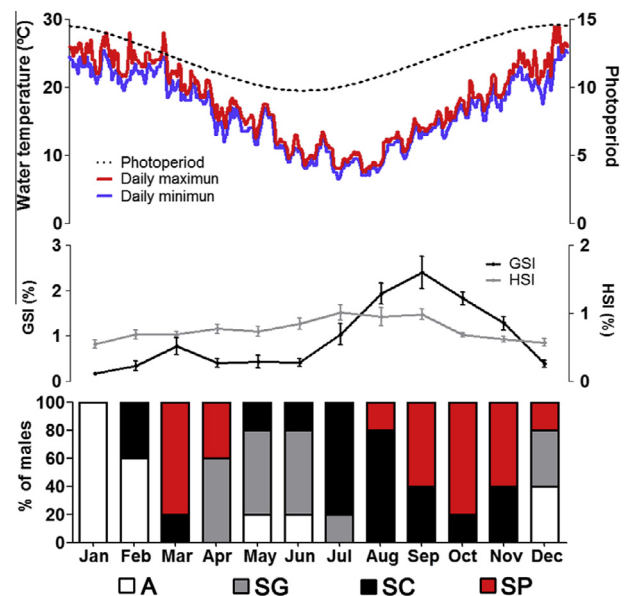 Water temperature (ºC)
30
20
10
0
15
10
5
0
Photoperiod
Photoperiod
Daily maximun
Daily minimun
GSI (%)
3
2
1
0
2
1
0
HSI (%)
GSI
HSI
% of males
100
80
60
40
20
0
Jan Feb Mar Apr May Jun Jul Aug Sep Oct Nov Dec
A SG SC SP